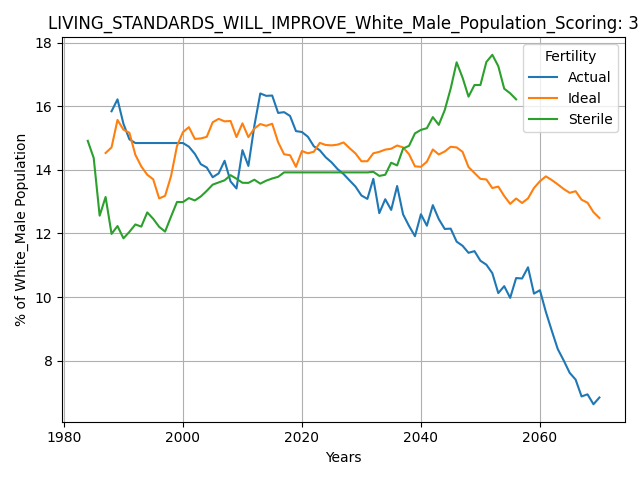 LIVING_STANDARDS_WILL_IMPROVE_White_Male_Population_Scoring: 3
18
16
14
12
10
8
% of White_Male Population
Fertility
Actual
Ideal
Sterile
1980 2000 2020 2040 2060
Years